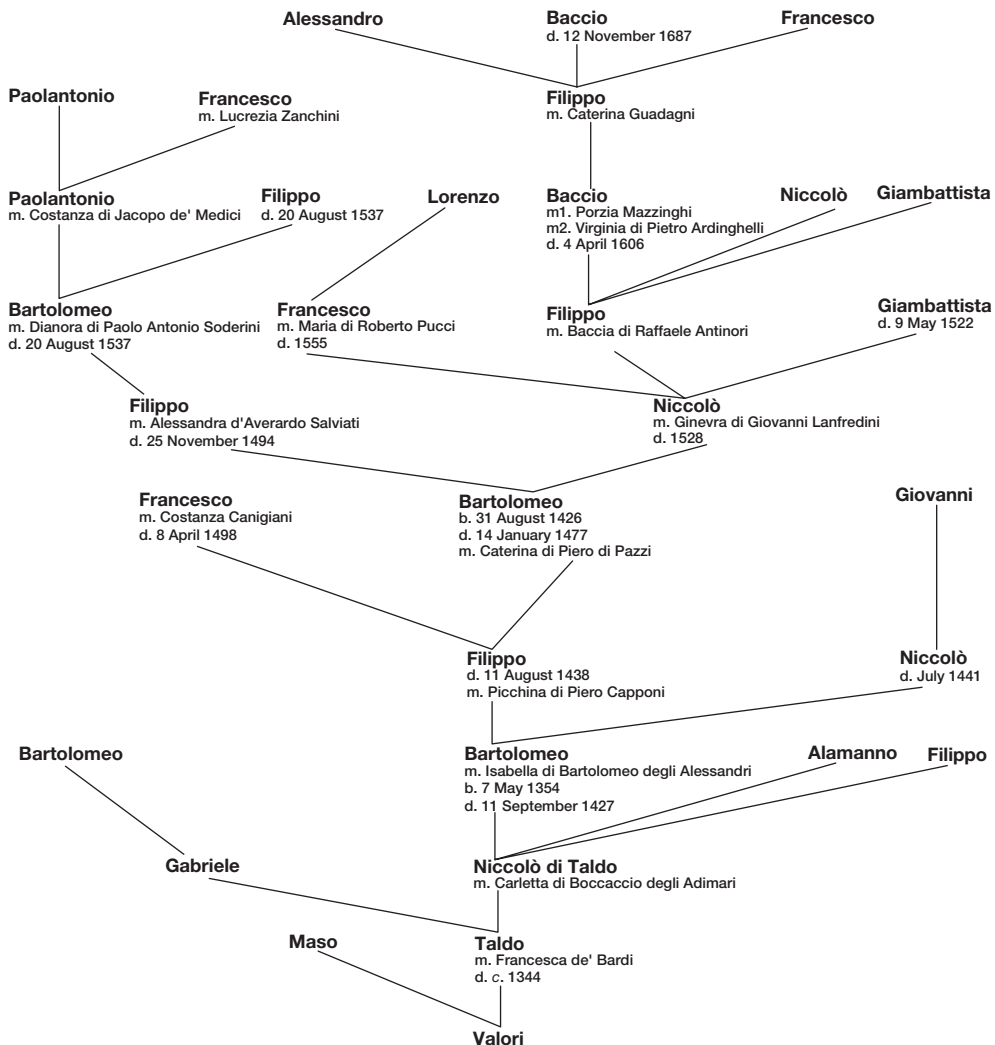 Alessandro
Baccio
d. 12 November 1687
Francesco
Paolantonio
Francesco
m. Lucrezia Zanchini
Filippo
m. Caterina Guadagni
Paolantonio
m. Costanza di Jacopo de' Medici
Filippo
d. 20 August 1537
Lorenzo
Baccio
m1. Porzia Mazzinghi
m2. Virginia di Pietro Ardinghelli
d. 4 April 1606
Niccolò
Giambattista
Bartolomeo
m. Dianora di Paolo Antonio Soderini
d. 20 August 1537
Francesco
m. Maria di Roberto Pucci
d. 1555
Filippo
m. Baccia di Raffaele Antinori
Giambattista
d. 9 May 1522
Filippo
m. Alessandra d'Averardo Salviati
d. 25 November 1494
Niccolò
m. Ginevra di Giovanni Lanfredini
d. 1528
Francesco
m. Costanza Canigiani
d. 8 April 1498
Bartolomeo
b. 31 August 1426
d. 14 January 1477
m. Caterina di Piero di Pazzi
Giovanni
Filippo
d. 11 August 1438
m. Picchina di Piero Capponi
Niccolò
d. July 1441
Bartolomeo
Bartolomeo
m. Isabella di Bartolomeo degli Alessandri
b. 7 May 1354
d. 11 September 1427
Alamanno
Filippo
Gabriele
Niccolò di Taldo
m. Carletta di Boccaccio degli Adimari
Maso
Taldo
m. Francesca de' Bardi
d. c. 1344
Valori